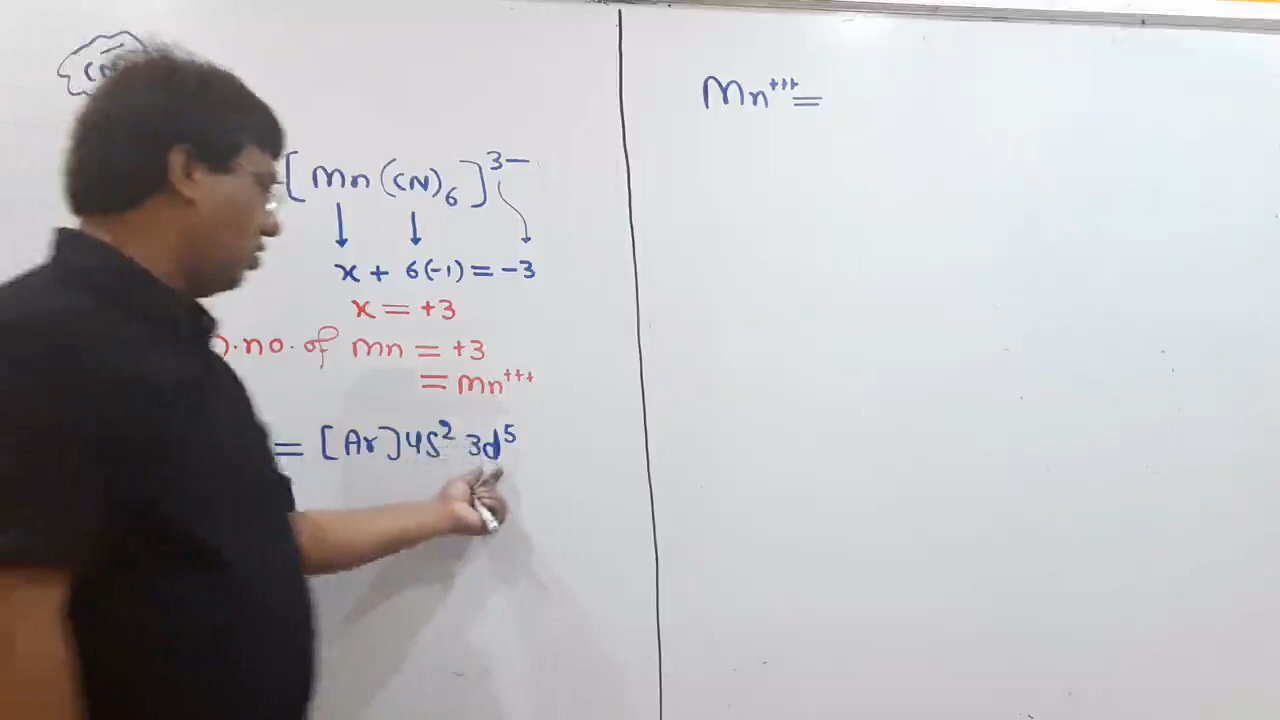 [Mn(CN)6]3−
x + 6(-1) = -3
x = +3
no. of mn = +3
= mn+++
= [Ar]4s2 3d5
Mn+++ =